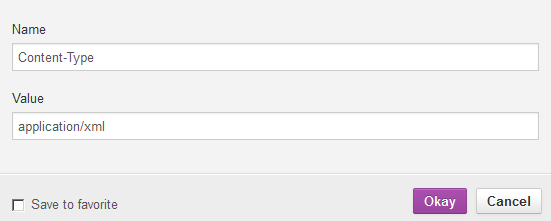 Name
Content-Type
Value
application/xml
Save to favorite
Okay
Cancel